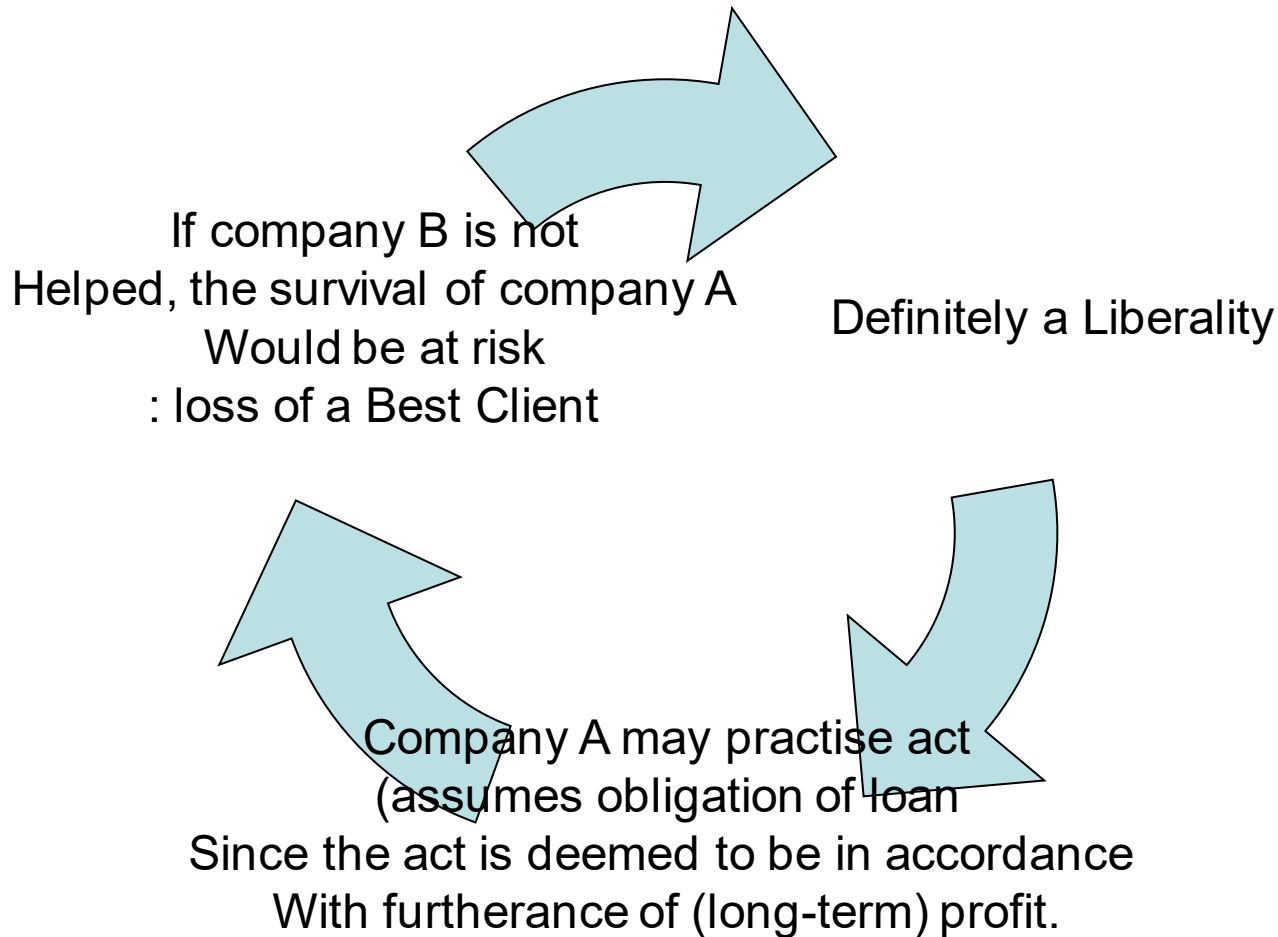 If company B is not
Helped, the survival of company A
Would be at risk
: loss of a Best Client
Definitely a Liberality
Company A may practise act
(assumes obligation of loan
Since the act is deemed to be in accordance
With furtherance of (long-term) profit.